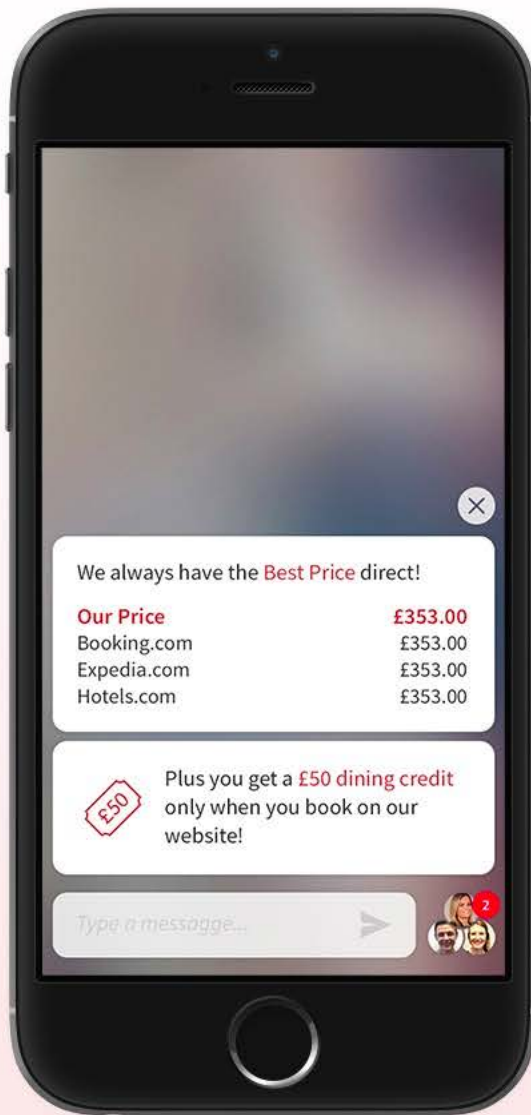 We always have the Best Price direct!
Our Price £353.00
Booking.com £353.00
Expedia.com £353.00
Hotels.com £353.00
£50
Plus you get a £50 dining credit
only when you book on our
website!
Type a messagge...
2